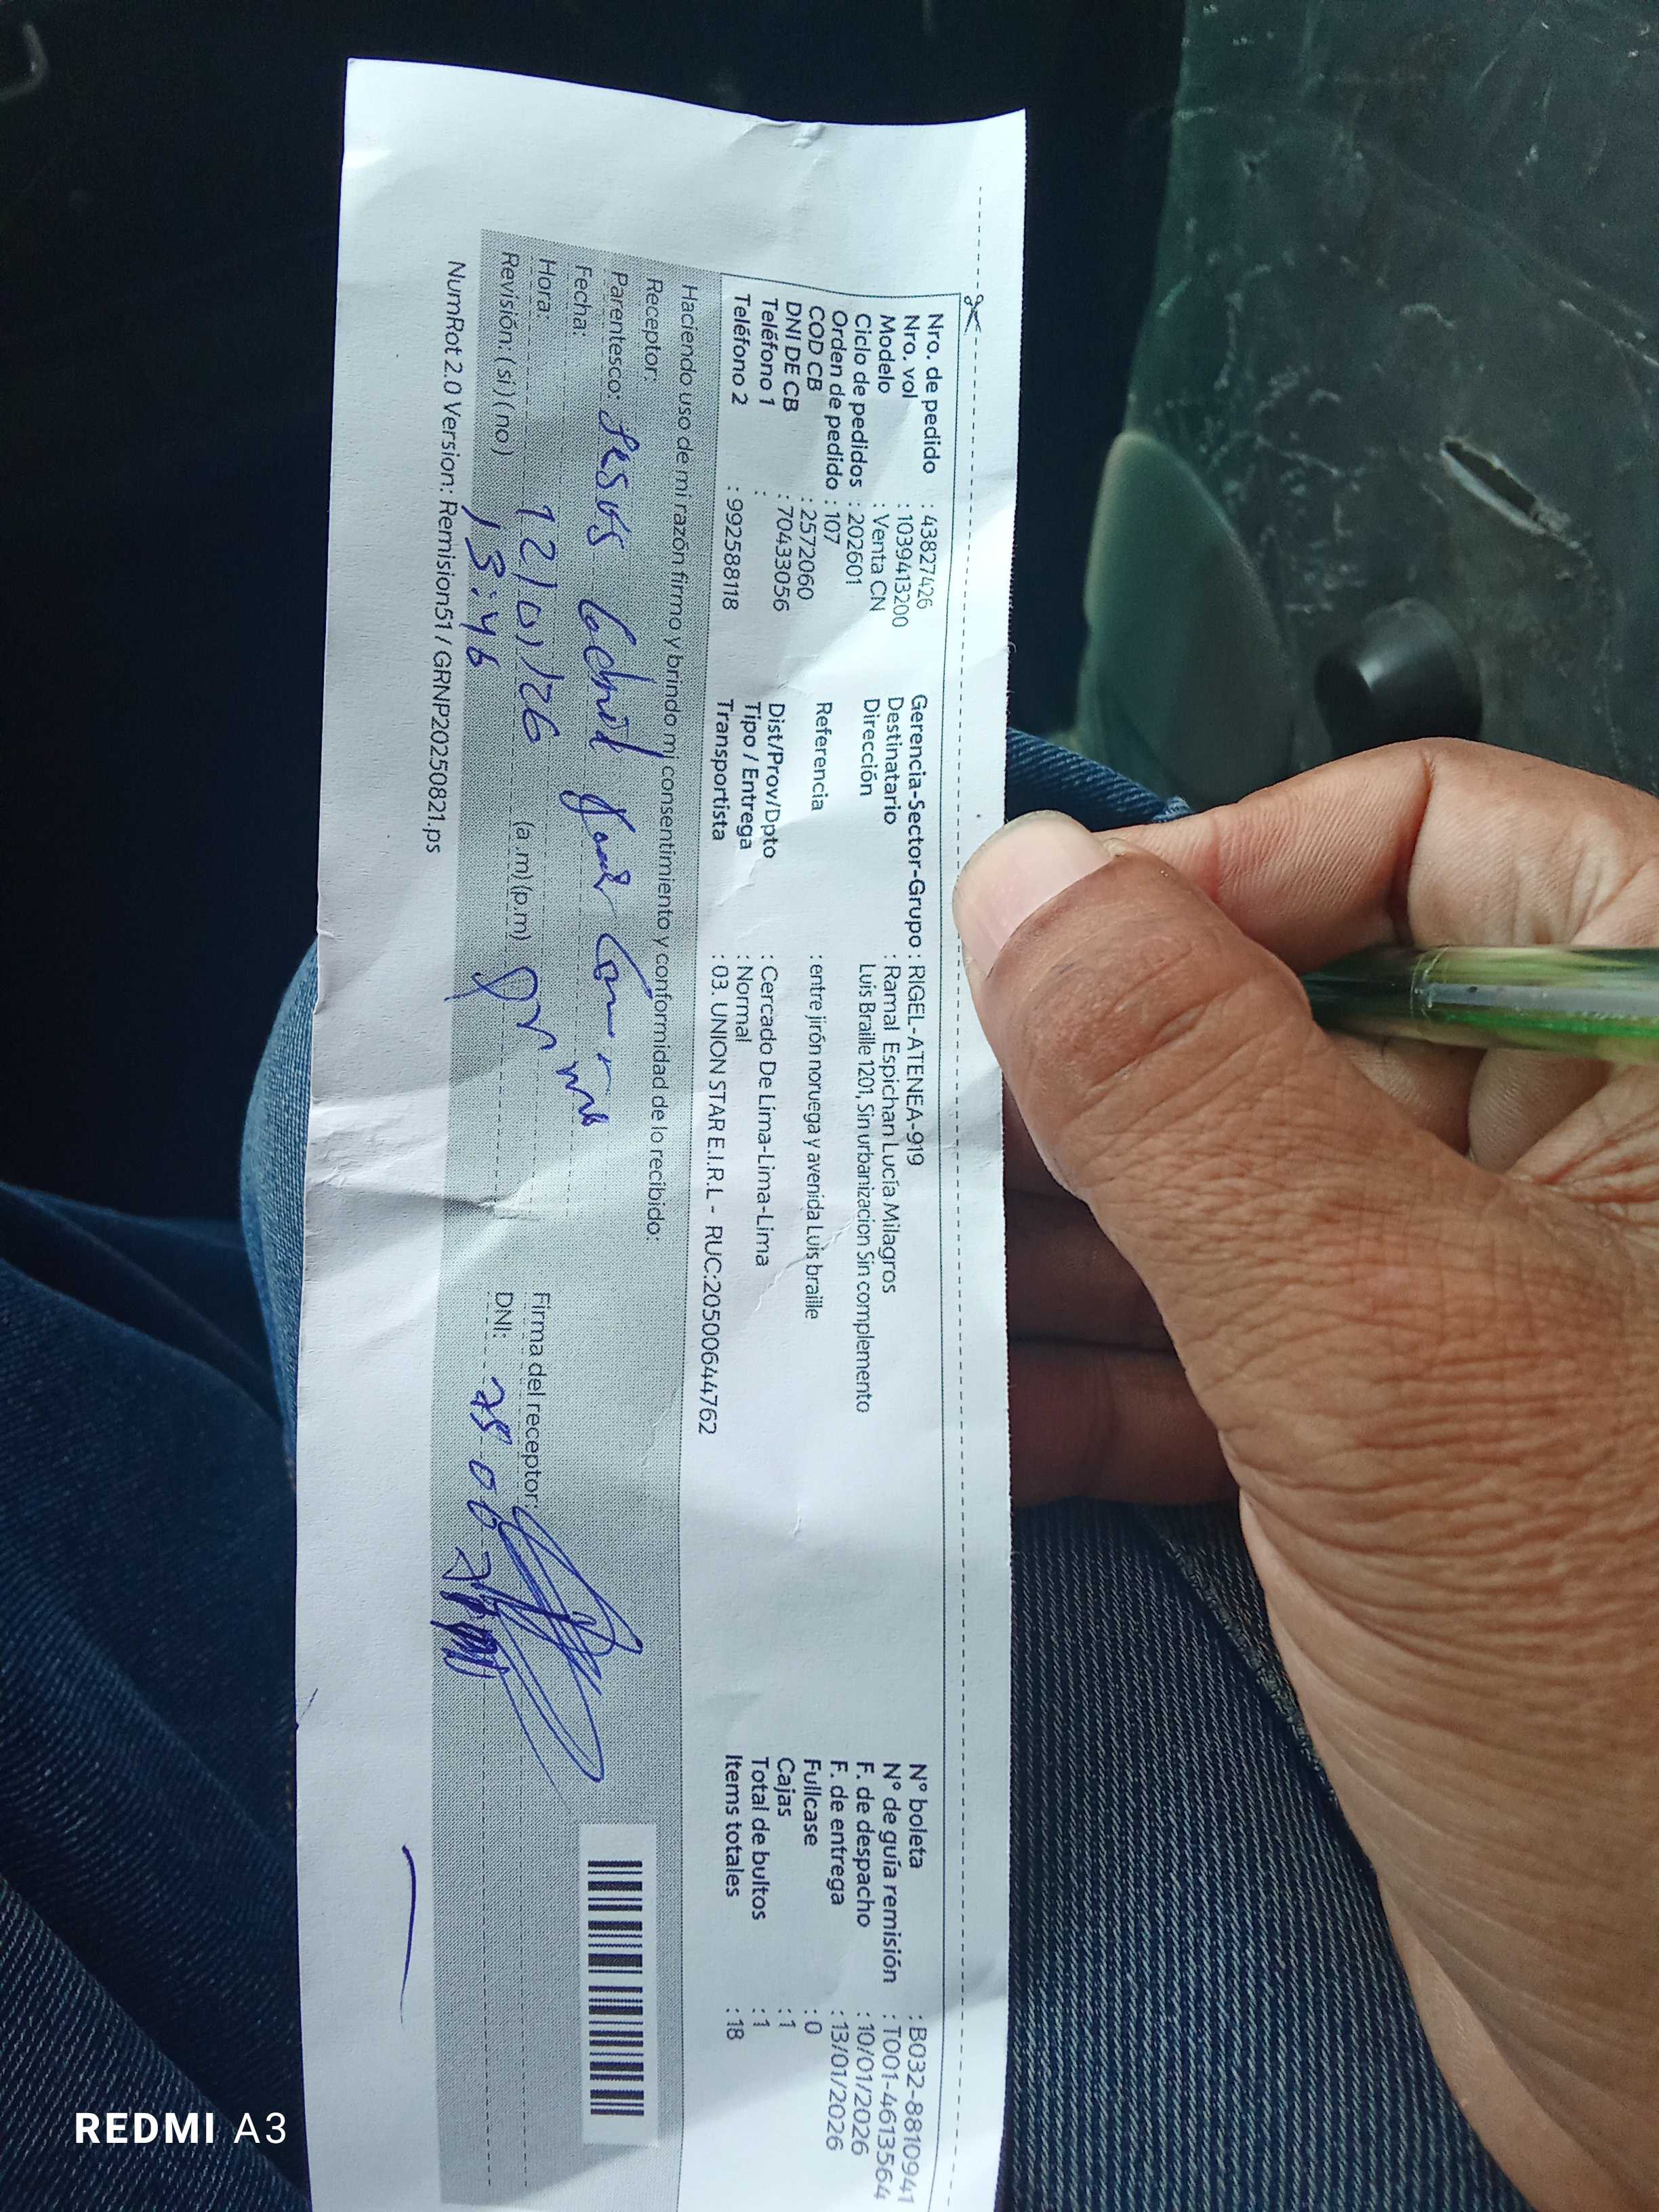 Nro. de pedido : 43827426 Gerencia-Sector-Grupo : RIGEL-ATENEA-919 N° boleta : B032-8810941
Nro. vol : 1039413200 Destinatario : Ramal Espichan Lucía Milagros N° de guía remisión : T001-4613564
Modelo : Venta CN Dirección Luis Braille 1201, Sin urbanizacion Sin complemento F. de despacho : 10/01/2026
Ciclo de pedidos : 202601 F. de entrega : 13/01/2026
Orden de pedido : 107 Referencia : entre jirón noruega y avenida Luis braille Fullcase : 0
COD CB : 2572060 Cajas : 1
DNI DE CB : 70433056 Dist/Prov/Dpto : Cercado De Lima-Lima-Lima Total de bultos : 1
Teléfono 1 : Tipo / Entrega : Normal Items totales : 18
Teléfono 2 : 992588118 Transportista : 03. UNION STAR E.I.R.L - RUC:20500644762
Haciendo uso de mi razón firmo y brindo mi consentimiento y conformidad de lo recibido:
Receptor:
Parentesco: Jesus
Fecha: 12/01/26 Firma del receptor:
Hora: 13:46 (a.m) (p.m) DNI: 75 06
Revisión: (si) (no)
NumRot 2.0 Version: Remision51 / GRNP20250821.ps
REDMI A3